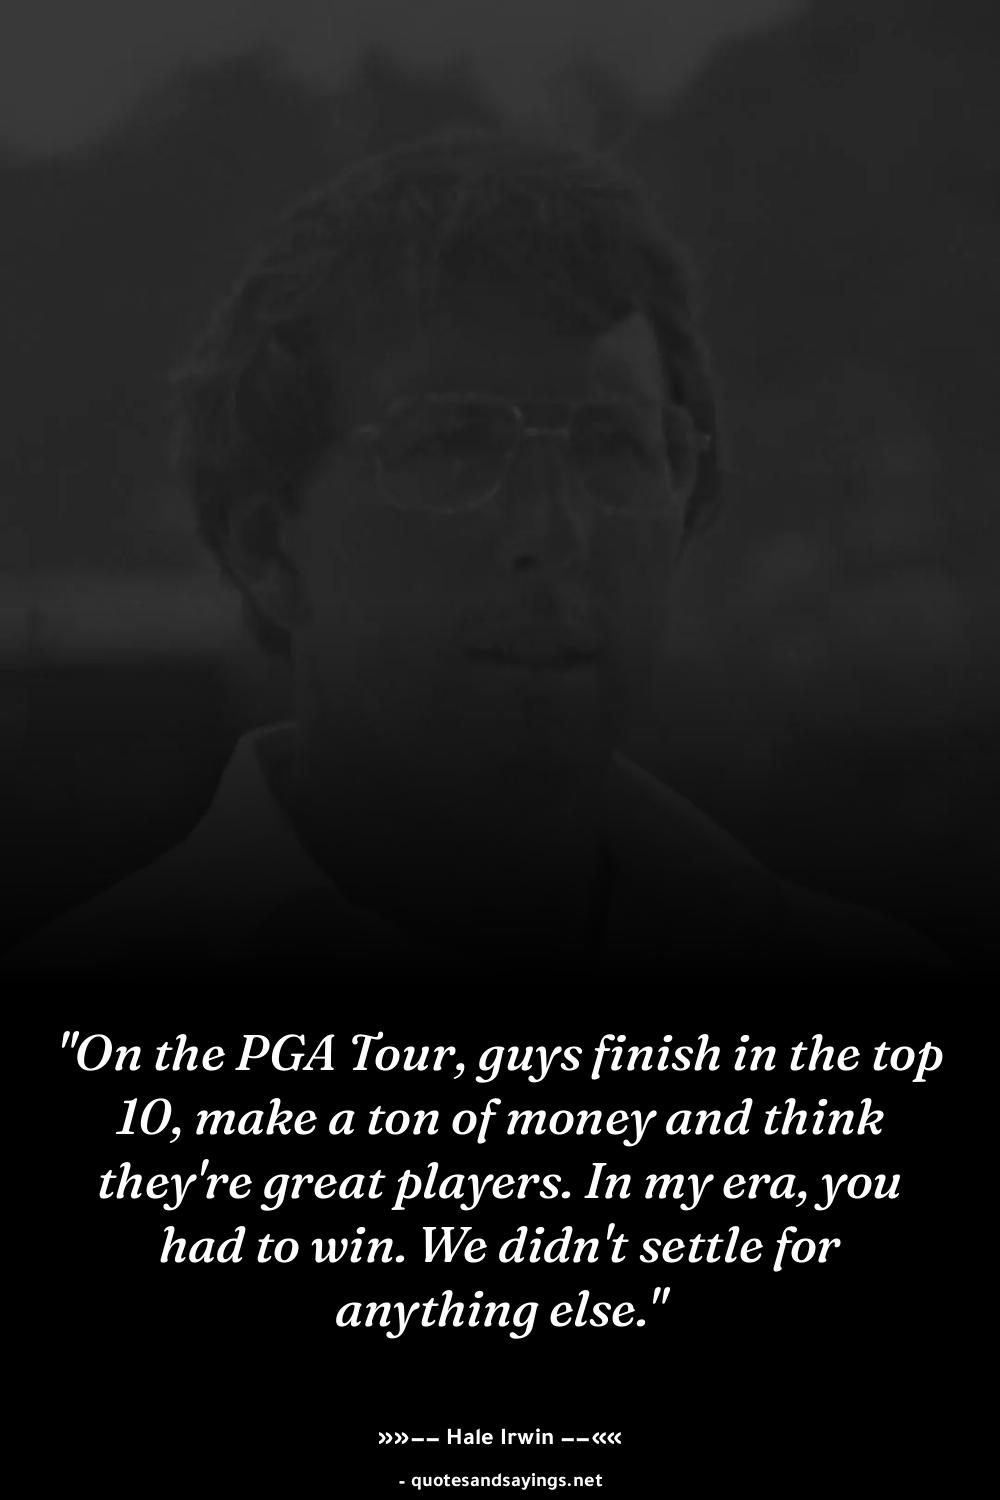 "On the PGA Tour, guys finish in the top
10, make a ton of money and think
they're great players. In my era, you
had to win. We didn't settle for
anything else."
»»−− Hale Irwin −−««
- quotesandsayings.net